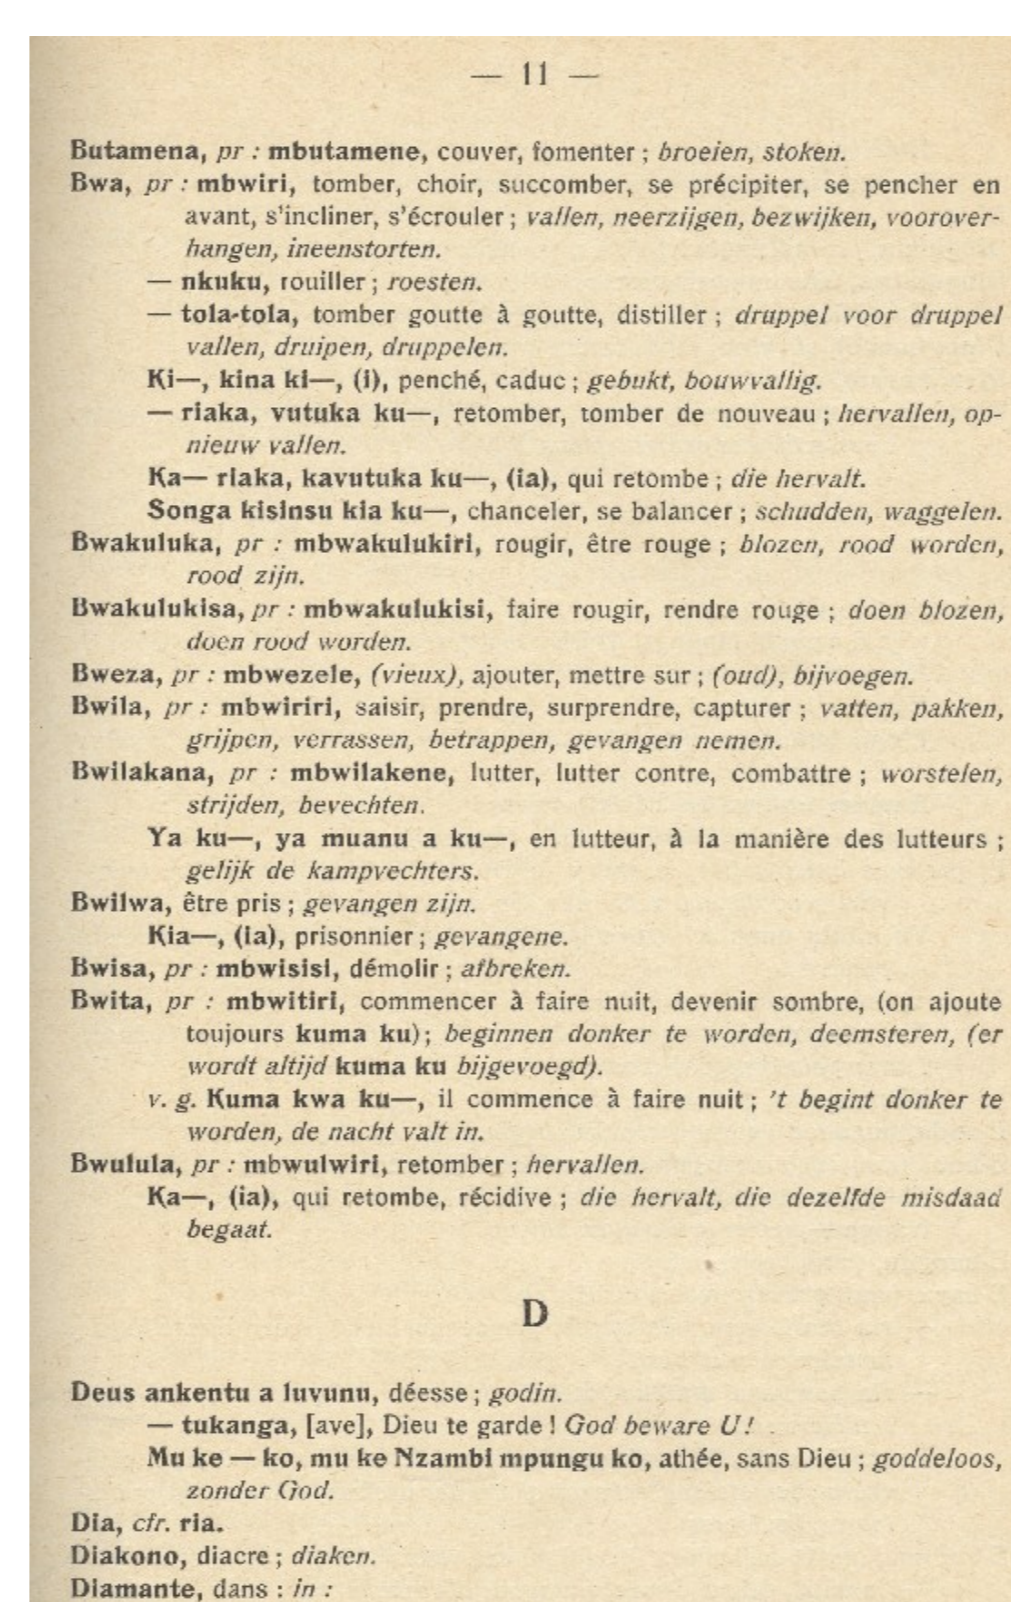 — 11 —
Butamena, pr : mbutamene, couver, fomenter ; broeien, stoken.
Bwa, pr : mbwiri, tomber, choir, succomber, se précipiter, se pencher en
avant, s'incliner, s'écrouler ; vallen, neerzijgen, bezwijken, voorover-
hangen, ineenstorten.
— nkuku, rouiller ; roesten.
— tola-tola, tomber goutte à goutte, distiller ; druppel voor druppel
vallen, druipen, druppelen.
Ki—, kina ki—, (i), penché, caduc ; gebukt, bouwvallig.
— riaka, vutuka ku—, retomber, tomber de nouveau ; hervallen, op-
nieuw vallen.
Ka— riaka, kavutuka ku—, (ia), qui retombe ; die hervalt.
Songa kisinsu kia ku—, chanceler, se balancer ; schudden, waggelen.
Bwakuluka, pr : mbwakulukiri, rougir, être rouge ; blozen, rood worden,
rood zijn.
Bwakulukisa, pr : mbwakulukisi, faire rougir, rendre rouge ; doen blozen,
doen rood worden.
Bweza, pr : mbwezele, (vieux), ajouter, mettre sur ; (oud), bijvoegen.
Bwila, pr : mbwiriri, saisir, prendre, surprendre, capturer ; vatten, pakken,
grijpen, verrassen, betrappen, gevangen nemen.
Bwilakana, pr : mbwilakene, lutter, lutter contre, combattre ; worstelen,
strijden, bevechten.
Ya ku—, ya muanu a ku—, en lutteur, à la manière des lutteurs ;
gelijk de kampvechters.
Bwilwa, être pris ; gevangen zijn.
Kia—, (ia), prisonnier ; gevangene.
Bwisa, pr : mbwisisi, démolir ; afbreken.
Bwita, pr : mbwitiri, commencer à faire nuit, devenir sombre, (on ajoute
toujours kuma ku) ; beginnen donker te worden, deemsteren, (er
wordt altijd kuma ku bijgevoegd).
v. g. Kuma kwa ku—, il commence à faire nuit ; 't begint donker te
worden, de nacht valt in.
Bwulula, pr : mbwulwiri, retomber ; hervallen.
Ka—, (ia), qui retombe, récidive ; die hervalt, die dezelfde misdaad
begaat.
D
Deus ankentu a luvunu, déesse ; godin.
— tukanga, [ave], Dieu te garde ! God beware U !
Mu ke — ko, mu ke Nzambi mpungu ko, athée, sans Dieu ; goddeloos,
zonder God.
Dia, cfr. ria.
Diakono, diacre ; diaken.
Diamante, dans : in :